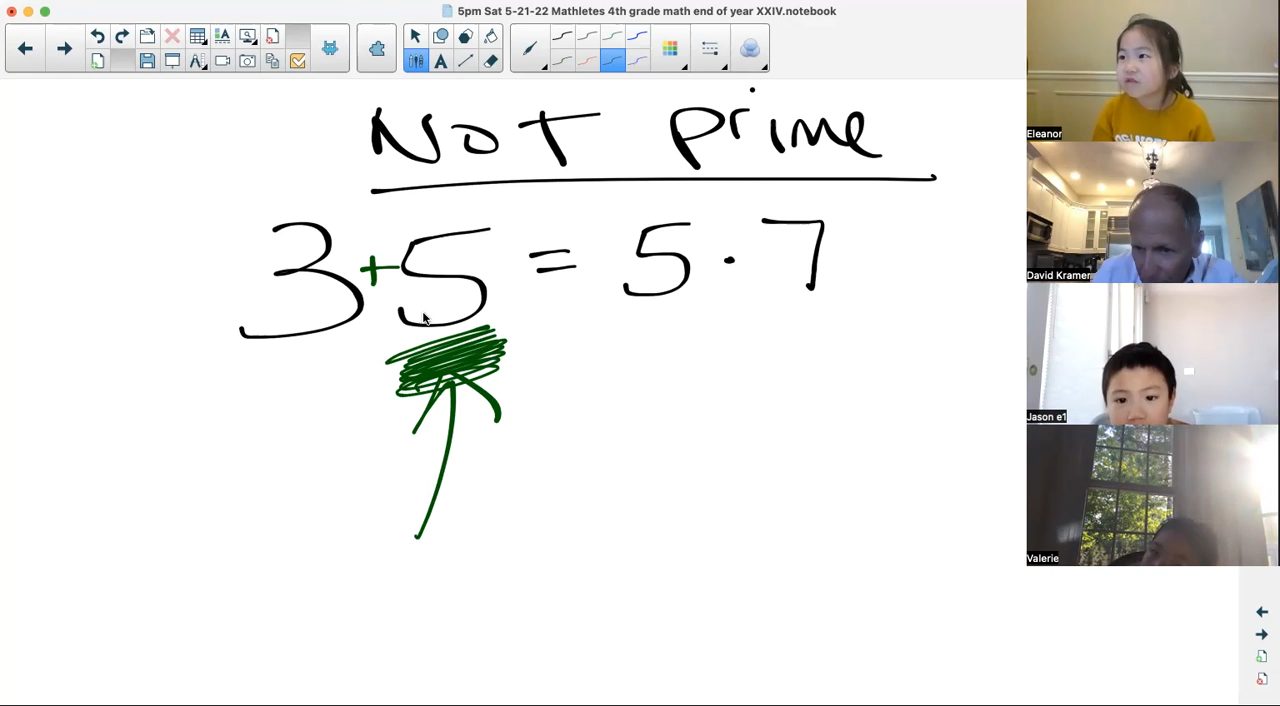 5pm Sat 5-21-22 Mathletes 4th grade math end of year XXIV.notebook
Not prime
3+5 = 5·7
Eleanor
David Kramer
Jason e1
Valerie